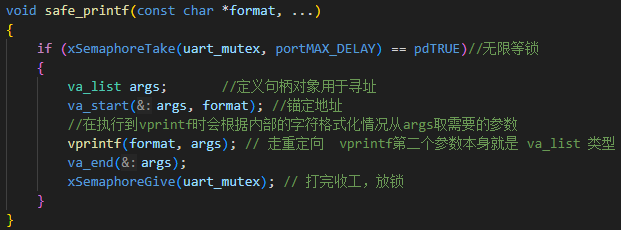 void safe_printf(const char *format, ...)
{
    if (xSemaphoreTake(uart_mutex, portMAX_DELAY) == pdTRUE)//无限等锁
    {
        va_list args;       //定义句柄对象用于寻址
        va_start(&:args, format); //锚定地址
        //在执行到vprintf时会根据内部的字符格式化情况从args取需要的参数
        vprintf(format, args); // 走重定向  vprintf第二个参数本身就是 va_list 类型
        va_end(&:args);
        xSemaphoreGive(uart_mutex); // 打完收工，放锁
    }
}